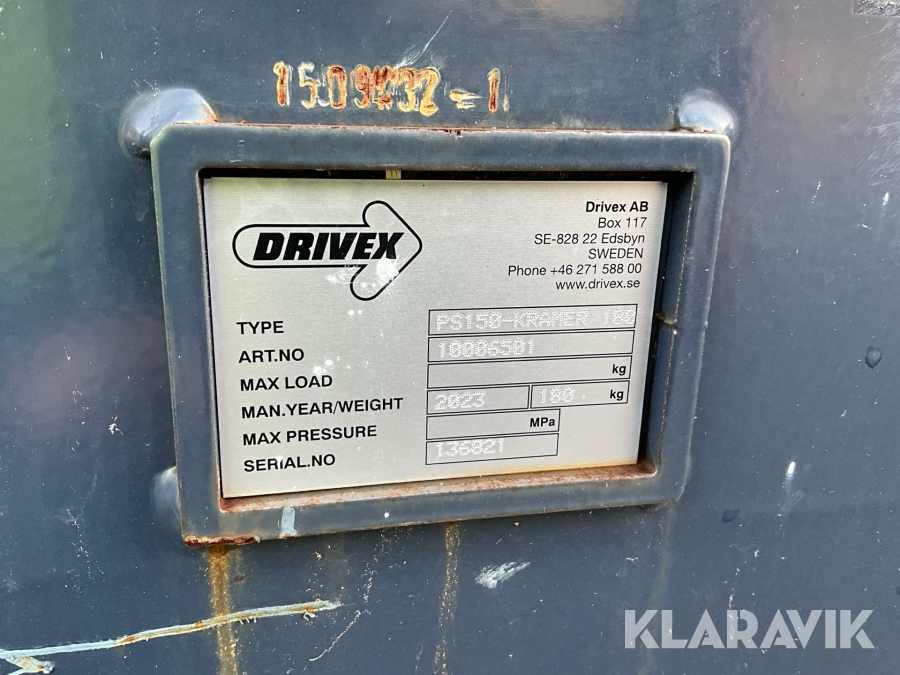 DRIVEX
Drivex AB
Box 117
SE-828 22 Edsbyn
SWEDEN
Phone +46 271 588 00
www.drivex.se
TYPE PS150-KRAMER 180
ART.NO 10006501
MAX LOAD kg
MAN.YEAR/WEIGHT 2023 180 kg
MAX PRESSURE MPa
SERIAL.NO 136821
KLARAVIK